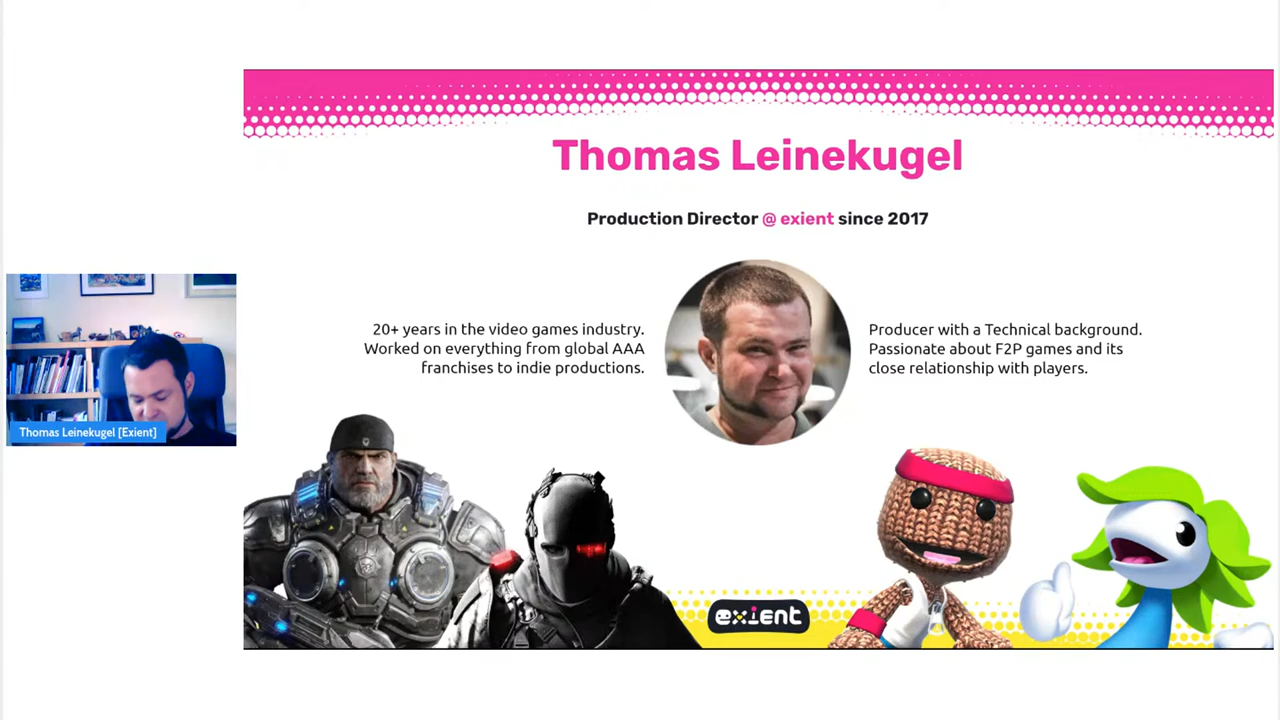 Thomas Leinekugel
Production Director @ exient since 2017
20+ years in the video games industry.
Worked on everything from global AAA
franchises to indie productions.
Producer with a Technical background.
Passionate about F2P games and its
close relationship with players.
Thomas Leinekugel [Exient]
exient